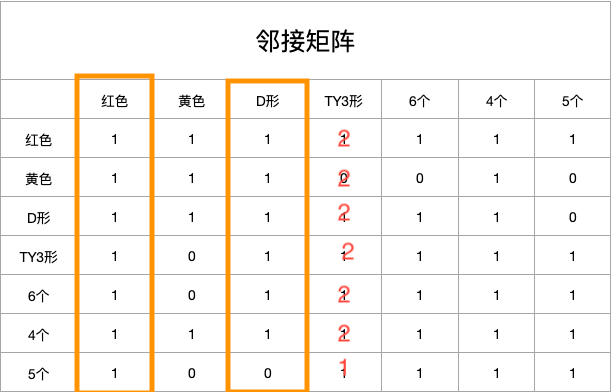 邻接矩阵
红色 黄色 D形 TY3形 6个 4个 5个
红色 1 1 1 1 2 1 1 1
黄色 1 1 1 0 2 0 1 0
D形 1 1 1 1 2 1 1 0
TY3形 1 0 1 1 2 1 1 1
6个 1 0 1 1 2 1 1 1
4个 1 1 1 1 2 1 1 1
5个 1 0 0 1 1 1 1 1